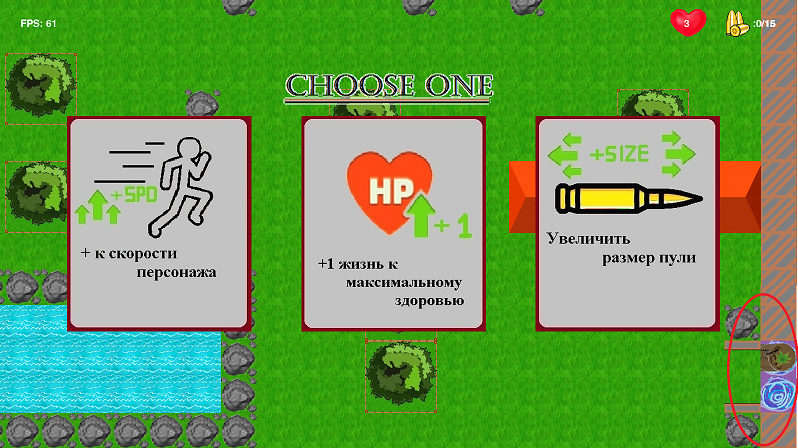 FPS: 61
3
:0/15
CHOOSE ONE
+SPD
+ к скорости
персонажа
HP
+ 1
+1 жизнь к
максимальному
здоровью
+SIZE
Увеличить
размер пули